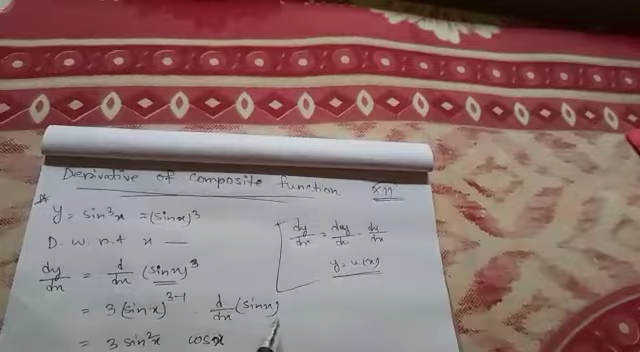 Derivative of composite function
y = sin³x = (sinx)³
D. w. r. t x —
dy/dx = d/dx (sinx)³
= 3 (sinx)³⁻¹ · d/dx (sinx)
= 3 sin²x cosx
dy/dx = dy/du · du/dx
y = u(x)